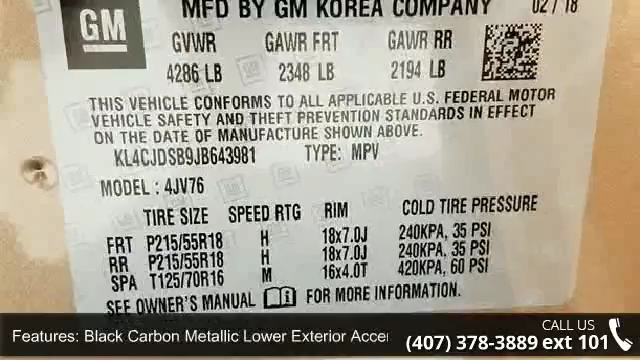 GM
MFD BY GM KOREA COMPANY 02 / 18
GVWR GAWR FRT GAWR RR
4286 LB 2348 LB 2194 LB
THIS VEHICLE CONFORMS TO ALL APPLICABLE U.S. FEDERAL MOTOR
VEHICLE SAFETY AND THEFT PREVENTION STANDARDS IN EFFECT
ON THE DATE OF MANUFACTURE SHOWN ABOVE.
KL4CJDSB9JB643981 TYPE: MPV
MODEL : 4JV76
TIRE SIZE SPEED RTG RIM COLD TIRE PRESSURE
FRT P215/55R18 H 18x7.0J 240KPA, 35 PSI
RR P215/55R18 H 18x7.0J 240KPA, 35 PSI
SPA T125/70R16 M 16x4.0T 420KPA, 60 PSI
SEE OWNER'S MANUAL FOR MORE INFORMATION.
Features: Black Carbon Metallic Lower Exterior Accer
CALL US
(407) 378-3889 ext 101